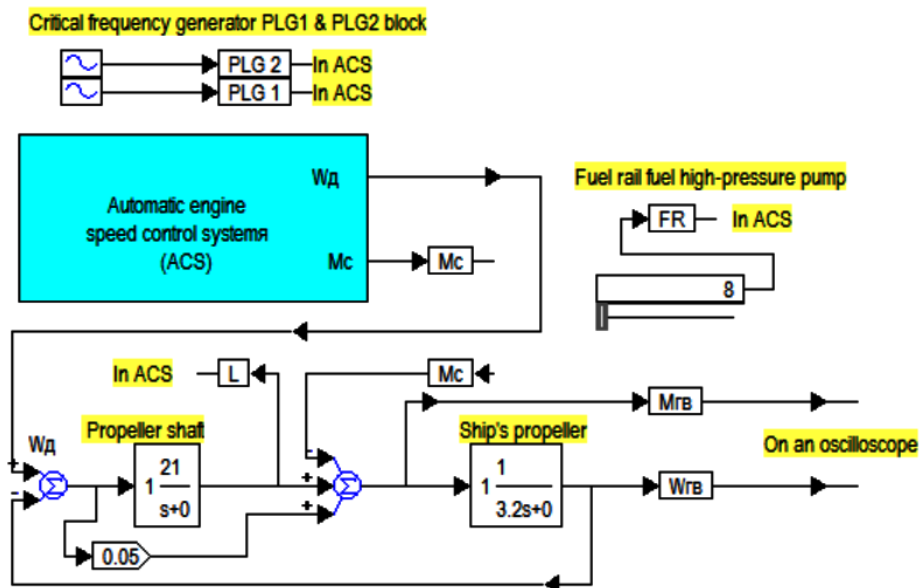 Critical frequency generator PLG1 & PLG2 block
PLG 2 In ACS
PLG 1 In ACS
Wд
Automatic engine
speed control systemя
(ACS)
Mc Mc
Fuel rail fuel high-pressure pump
FR In ACS
8
In ACS L Mc
Mгв
Wд Propeller shaft Ship's propeller On an oscilloscope
+ - + 21 1
1 1 Wгв
- s+0 + 3.2s+0
0.05